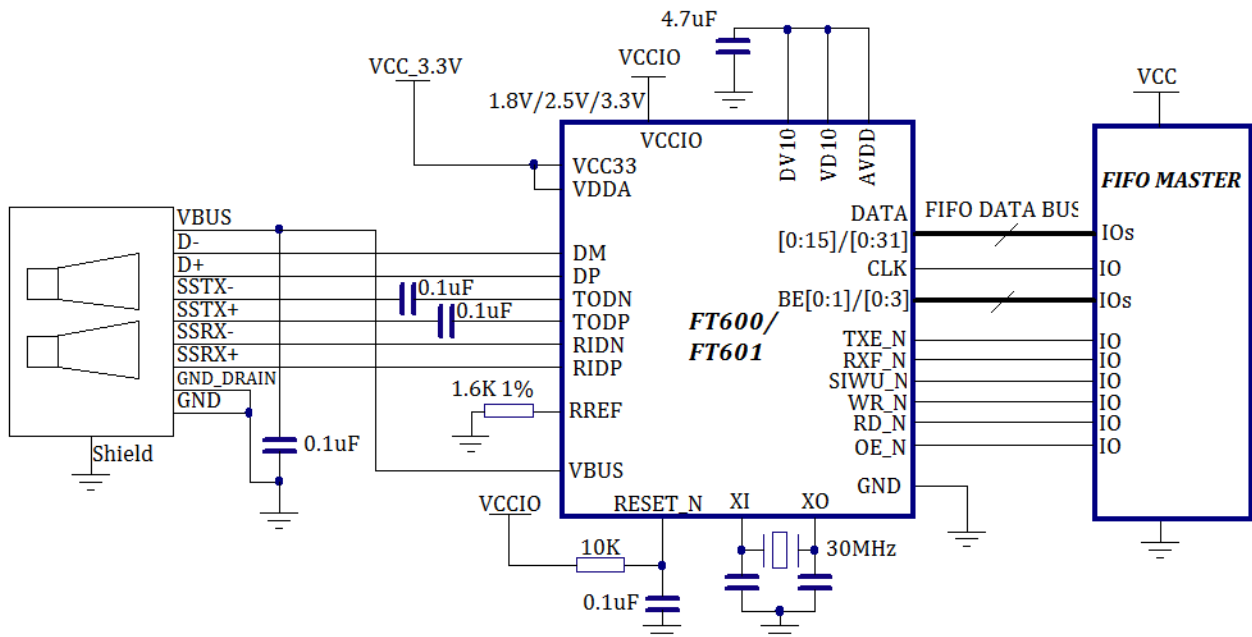 4.7uF
VCCIO
VCC_3.3V
VCC
1.8V/2.5V/3.3V
VCCIO
DV10
VD10
AVDD
VCC33
VDDA
FIFO MASTER
VBUS
D-
D+
SSTX-
SSTX+
SSRX-
SSRX+
GND_DRAIN
GND
Shield
0.1uF
0.1uF
0.1uF
1.6K 1%
DM
DP
TODN
TODP
RIDN
RIDP
RREF
VBUS
FT600/
FT601
DATA
[0:15]/[0:31]
CLK
BE[0:1]/[0:3]
TXE_N
RXF_N
SIWU_N
WR_N
RD_N
OE_N
GND
FIFO DATA BUS
IOs
IO
IOs
IO
IO
IO
IO
IO
IO
VCCIO
RESET_N
XI
XO
10K
30MHz
0.1uF